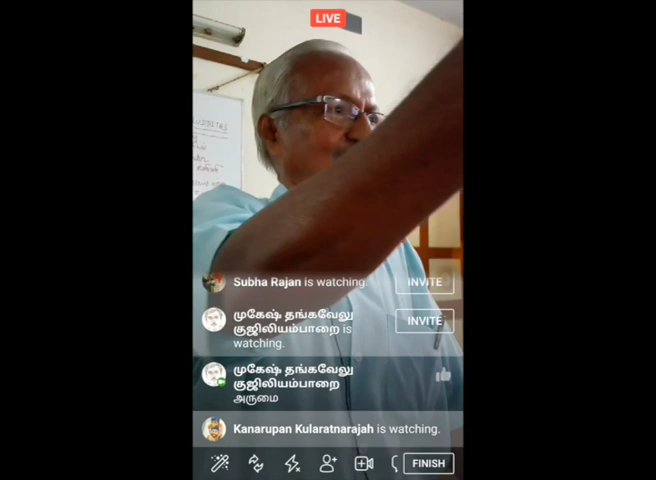 LIVE
Subha Rajan is watching.
INVITE
முகேஷ் தங்கவேலு
குஜிலியம்பாறை is
watching.
INVITE
முகேஷ் தங்கவேலு
குஜிலியம்பாறை
அருமை
Kanarupan Kularatnarajah is watching.
FINISH